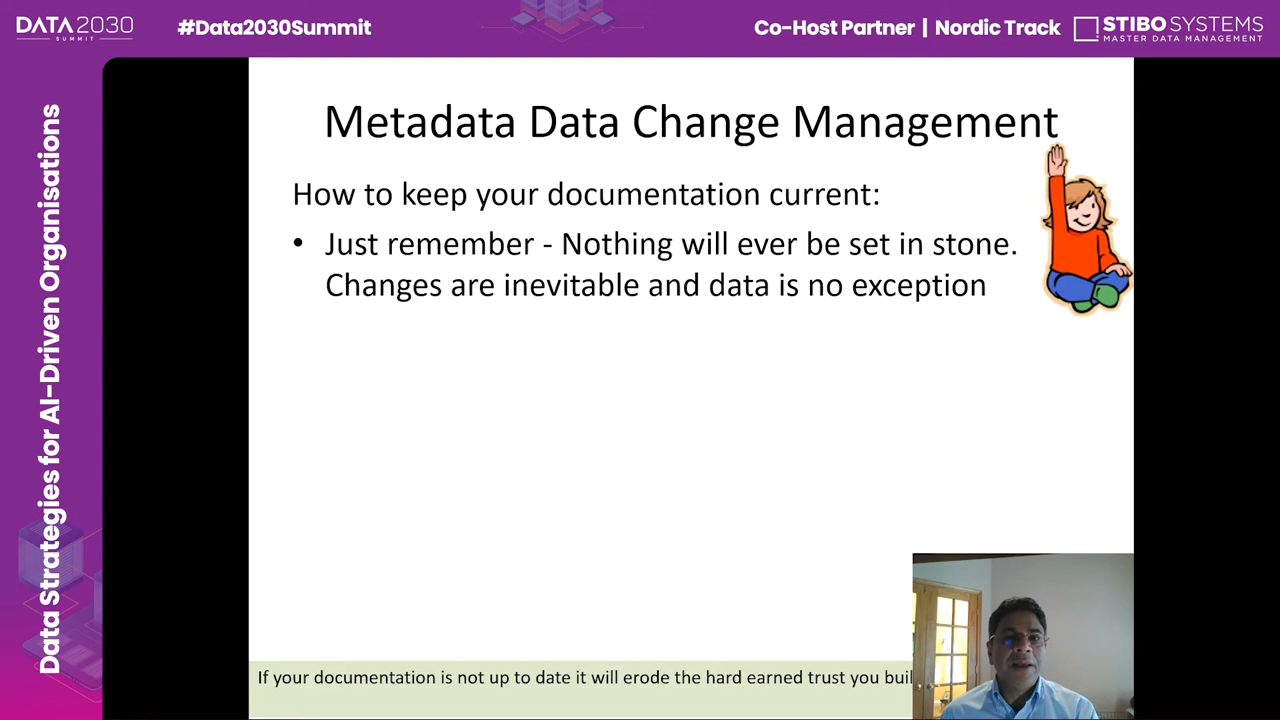 DATA2030
SUMMIT
#Data2030Summit
Co-Host Partner | Nordic Track
STIBO SYSTEMS
MASTER DATA MANAGEMENT
Data Strategies for AI-Driven Organisations
Metadata Data Change Management
How to keep your documentation current:
• Just remember - Nothing will ever be set in stone.
Changes are inevitable and data is no exception
If your documentation is not up to date it will erode the hard earned trust you buil